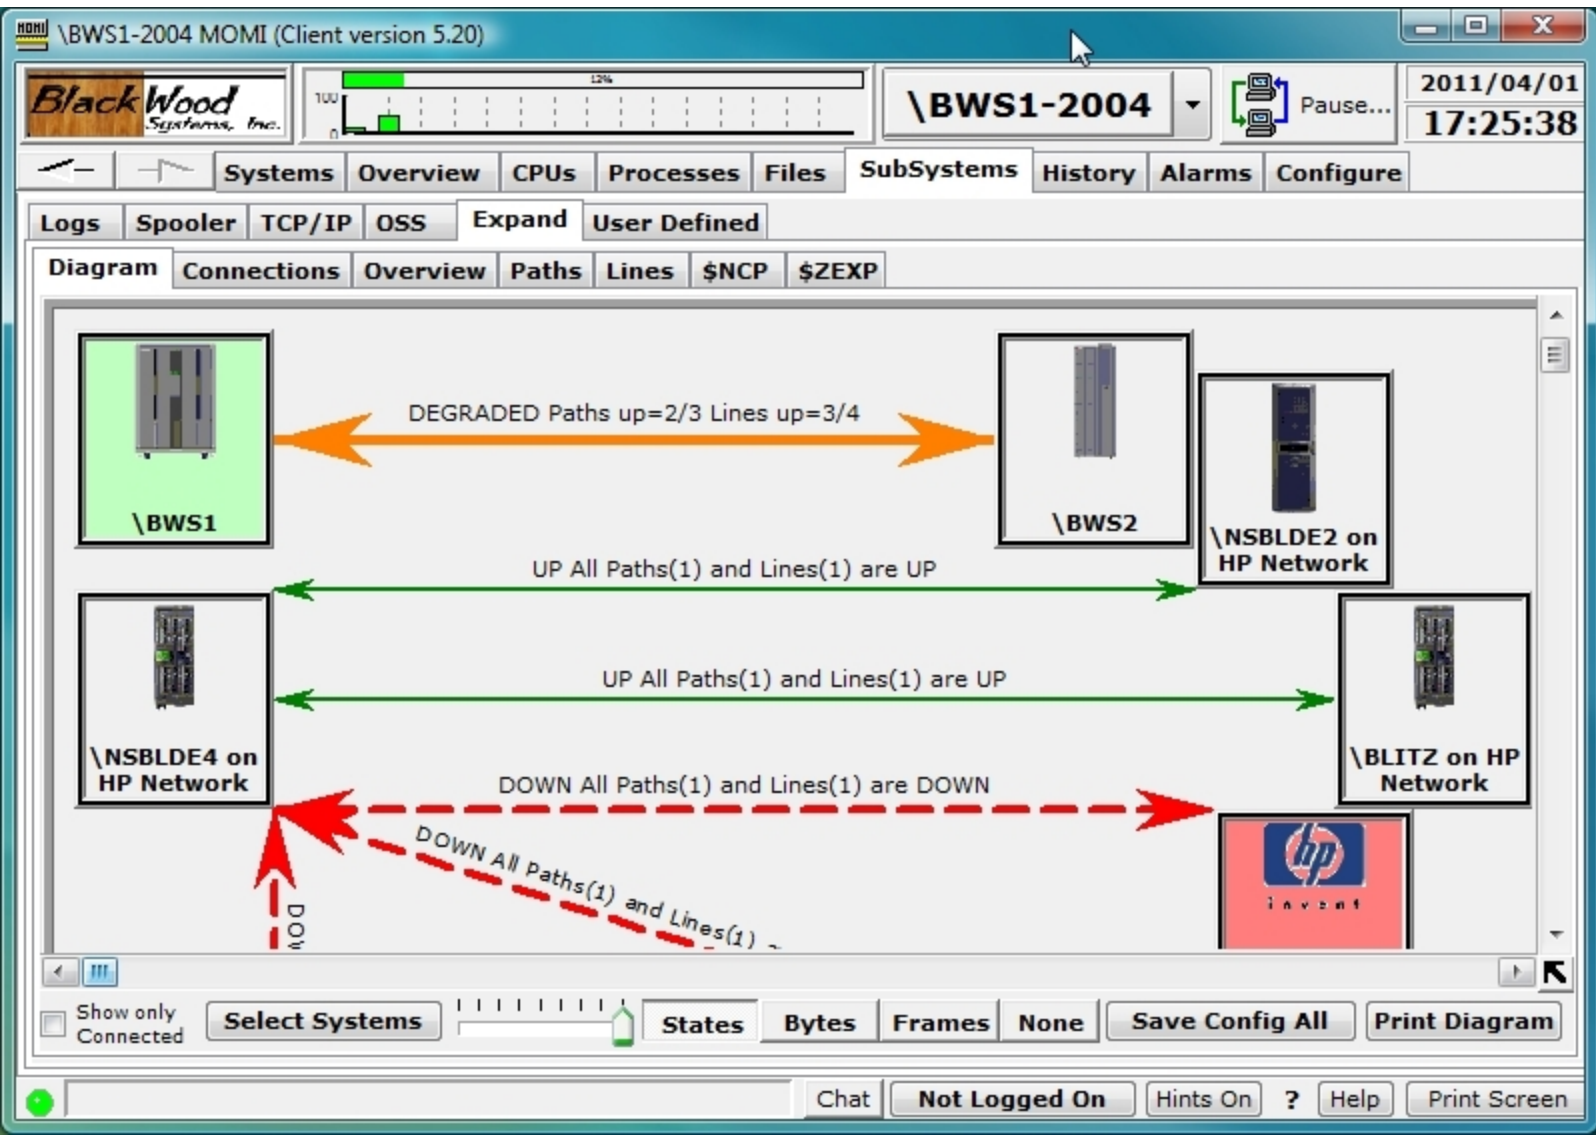 MOMI \BWS1-2004 MOMI (Client version 5.20)
BlackWood
Systems, Inc.
12%
100
0
\BWS1-2004
Pause...
2011/04/01
17:25:38
Systems Overview CPUs Processes Files SubSystems History Alarms Configure
Logs Spooler TCP/IP OSS Expand User Defined
Diagram Connections Overview Paths Lines $NCP $ZEXP
DEGRADED Paths up=2/3 Lines up=3/4
\BWS1
\BWS2
\NSBLDE2 on
HP Network
UP All Paths(1) and Lines(1) are UP
UP All Paths(1) and Lines(1) are UP
\NSBLDE4 on
HP Network
\BLITZ on HP
Network
DOWN All Paths(1) and Lines(1) are DOWN
DOWN All Paths(1) and Lines(1)
DOW
hp
invent
Show only
Connected
Select Systems
States Bytes Frames None Save Config All Print Diagram
Chat Not Logged On Hints On ? Help Print Screen